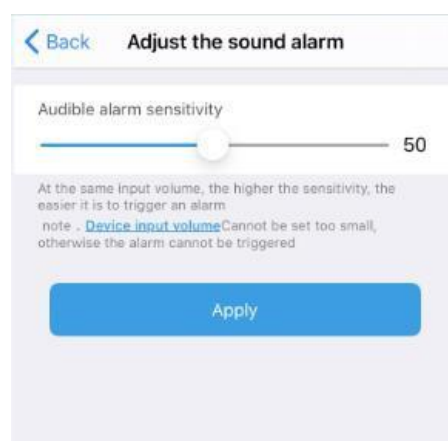 Back Adjust the sound alarm
Audible alarm sensitivity
50
At the same input volume, the higher the sensitivity, the
easier it is to trigger an alarm
note . Device input volumeCannot be set too small,
otherwise the alarm cannot be triggered
Apply